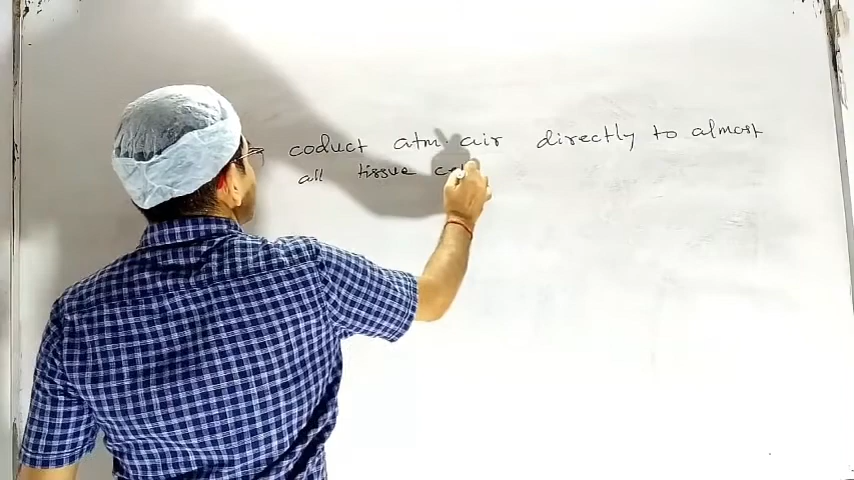 → coduct atm. air directly to almost
all tissue